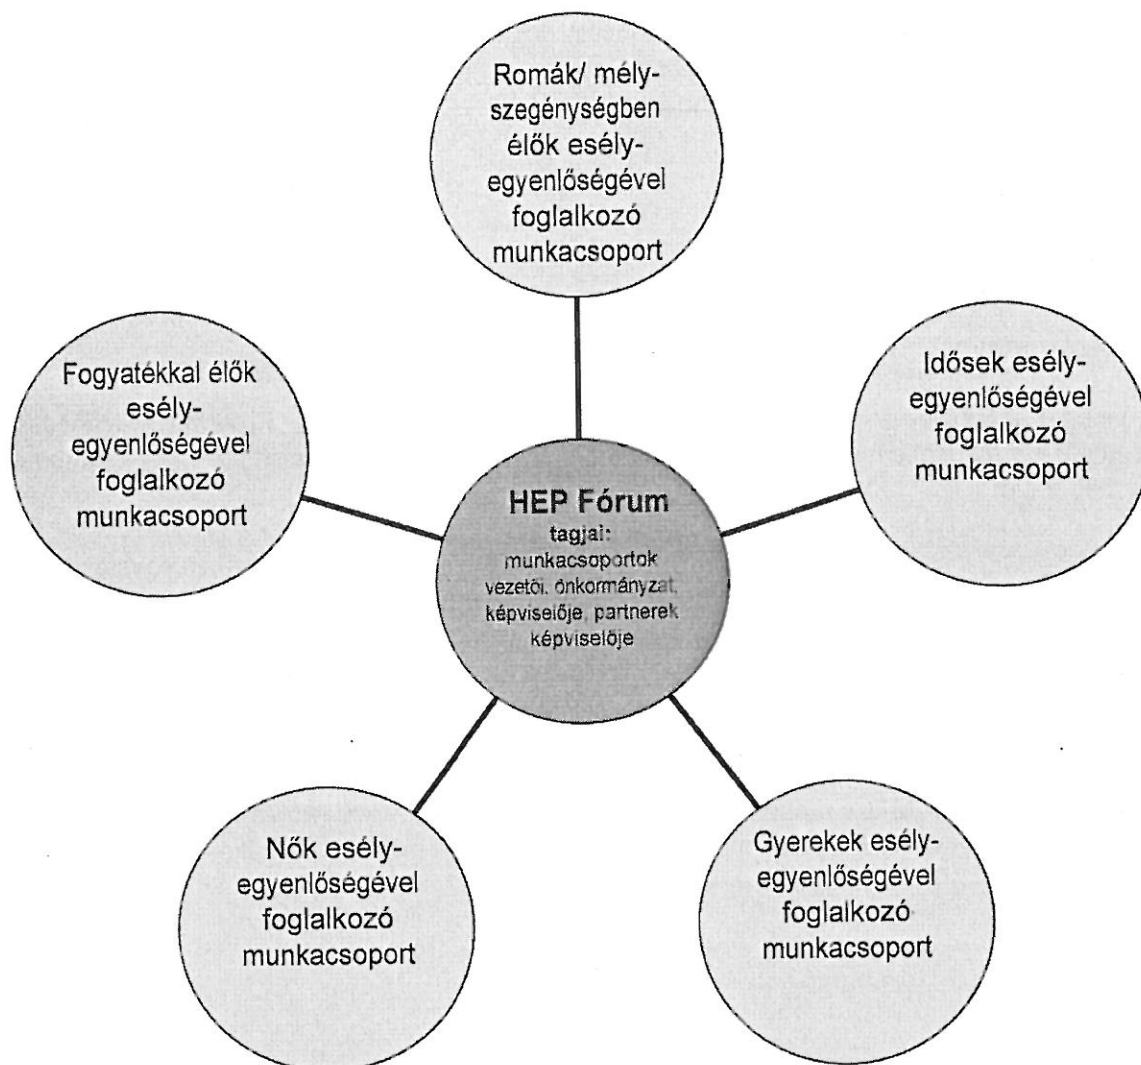 Romák/ mély-
szegénységben
élők esély-
egyenlőségével
foglalkozó
munkacsoport
Fogyatékkal élők
esély-
egyenlőségével
foglalkozó
munkacsoport
Idősek esély-
egyenlőségével
foglalkozó
munkacsoport
HEP Fórum
tagjai:
munkacsoportok
vezetői, önkormányzat,
képviselője, partnerek
képviselője
Nők esély-
egyenlőségével
foglalkozó
munkacsoport
Gyerekek esély-
egyenlőségével
foglalkozó
munkacsoport